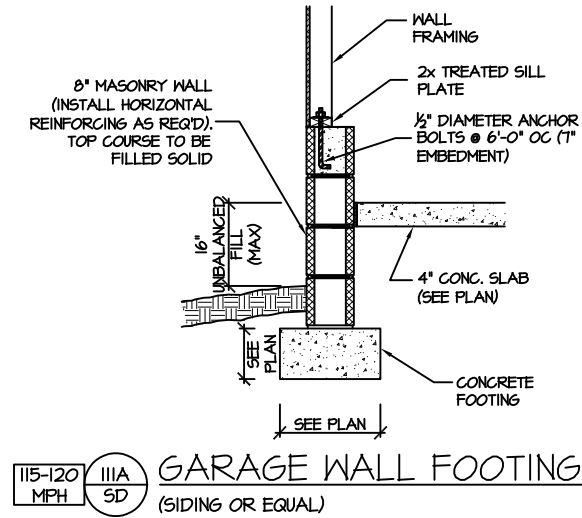 WALL
FRAMING
8" MASONRY WALL
(INSTALL HORIZONTAL
REINFORCING AS REQ'D).
TOP COURSE TO BE
FILLED SOLID
2x TREATED SILL
PLATE
½" DIAMETER ANCHOR
BOLTS @ 6'-0" OC (7"
EMBEDMENT)
16"
UNBALANCED
FILL
(MAX)
4" CONC. SLAB
(SEE PLAN)
SEE
PLAN
CONCRETE
FOOTING
SEE PLAN
115-120
MPH
111A
SD
GARAGE WALL FOOTING
(SIDING OR EQUAL)